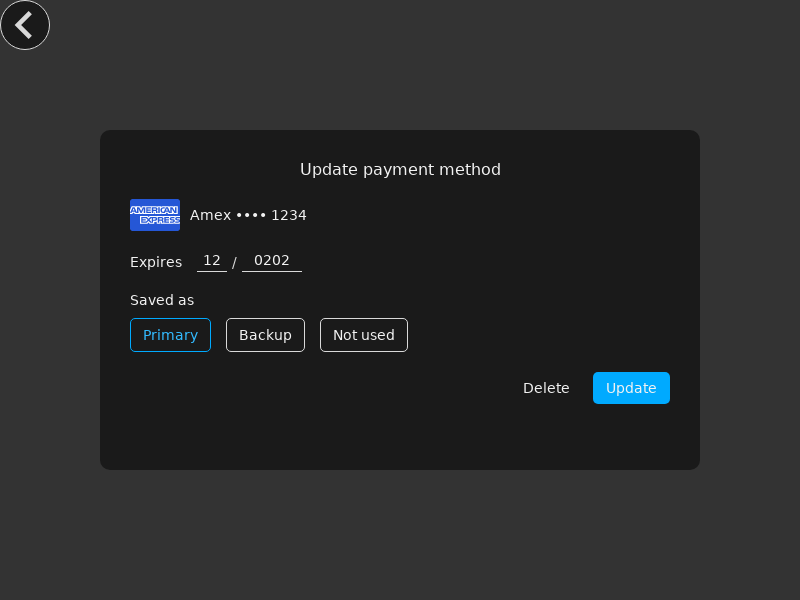 Update payment method
AMERICAN
EXPRESS
Amex •••• 1234
Expires 12 / 0202
Saved as
Primary Backup Not used
Delete Update